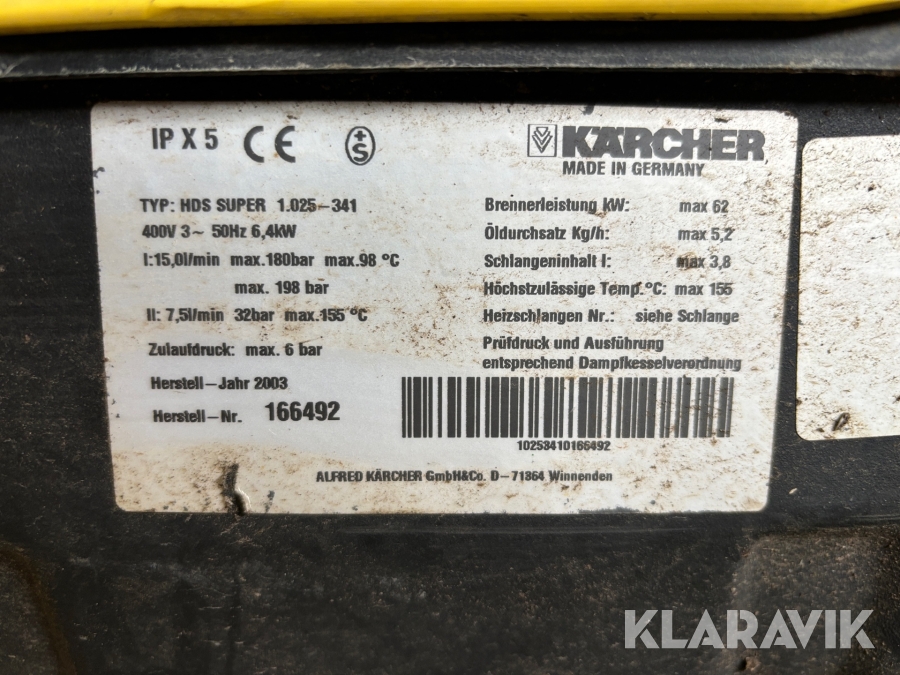 IP X 5 CE +S KÄRCHER
MADE IN GERMANY
TYP: HDS SUPER 1.025-341
400V 3~ 50Hz 6,4kW
I:15,0l/min max.180bar max.98 °C
max. 198 bar
II: 7,5l/min 32bar max.155 °C
Zulaufdruck: max. 6 bar
Herstell-Jahr 2003
Herstell-Nr. 166492
Brennerleistung kW: max 62
Öldurchsatz Kg/h: max 5,2
Schlangeninhalt l: max 3,8
Höchstzulässige Temp.°C: max 155
Heizschlangen Nr.: siehe Schlange
Prüfdruck und Ausführung
entsprechend Dampfkesselverordnung
10253410166492
ALFRED KÄRCHER GmbH&Co. D-71364 Winnenden
KLARAVIK